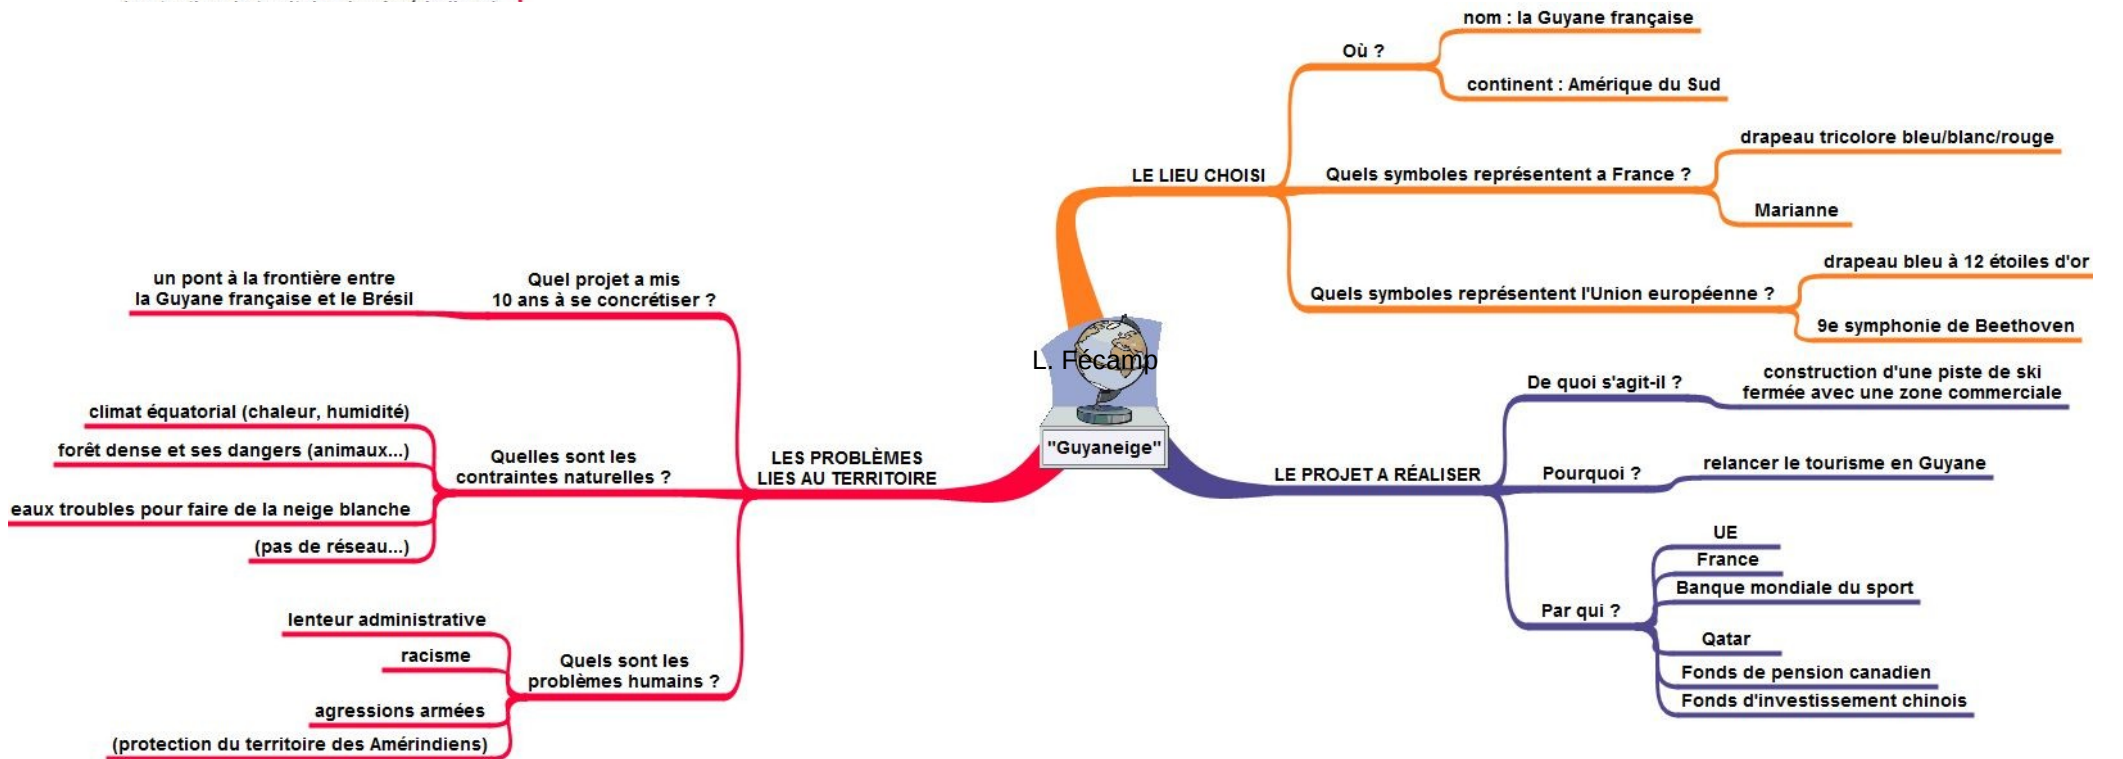 nom : la Guyane française
Où ?
continent : Amérique du Sud
drapeau tricolore bleu/blanc/rouge
LE LIEU CHOISI
Quels symboles représentent a France ?
Marianne
drapeau bleu à 12 étoiles d'or
Quels symboles représentent l'Union européenne ?
9e symphonie de Beethoven
L. Fécamp
"Guyaneige"
De quoi s'agit-il ?
construction d'une piste de ski
fermée avec une zone commerciale
LE PROJET A RÉALISER
Pourquoi ?
relancer le tourisme en Guyane
Par qui ?
UE
France
Banque mondiale du sport
Qatar
Fonds de pension canadien
Fonds d'investissement chinois
LES PROBLÈMES
LIES AU TERRITOIRE
Quel projet a mis
10 ans à se concrétiser ?
un pont à la frontière entre
la Guyane française et le Brésil
Quelles sont les
contraintes naturelles ?
climat équatorial (chaleur, humidité)
forêt dense et ses dangers (animaux...)
eaux troubles pour faire de la neige blanche
(pas de réseau...)
Quels sont les
problèmes humains ?
lenteur administrative
racisme
agressions armées
(protection du territoire des Amérindiens)